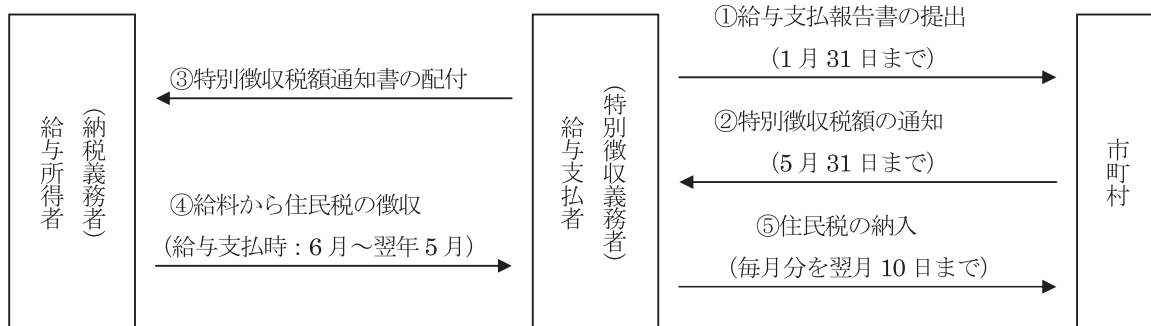 給与所得者
(納税義務者)
③特別徴収税額通知書の配付
④給料から住民税の徴収
(給与支払時：6月～翌年5月)
給与支払者
(特別徴収義務者)
①給与支払報告書の提出
(1月31日まで)
②特別徴収税額の通知
(5月31日まで)
⑤住民税の納入
(毎月分を翌月10日まで)
市町村